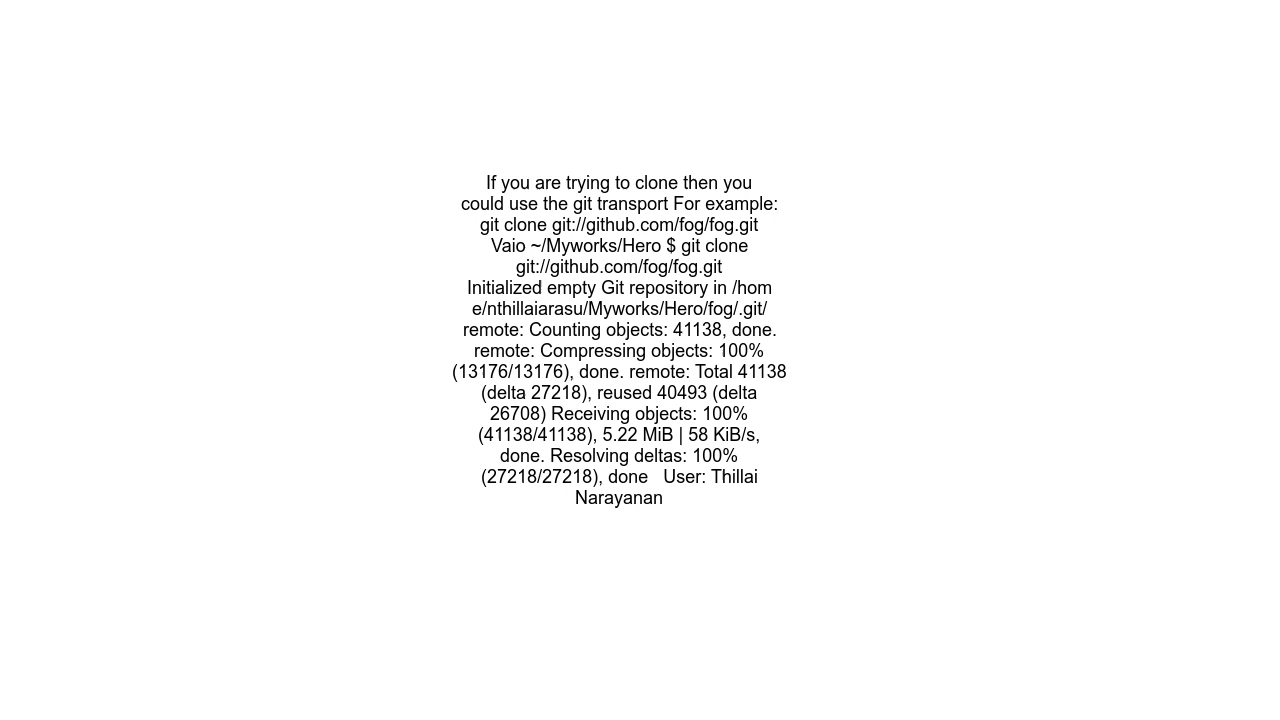 If you are trying to clone then you
could use the git transport For example:
git clone git://github.com/fog/fog.git
Vaio ~/Myworks/Hero $ git clone
git://github.com/fog/fog.git
Initialized empty Git repository in /hom
e/nthillaiarasu/Myworks/Hero/fog/.git/
remote: Counting objects: 41138, done.
remote: Compressing objects: 100%
(13176/13176), done. remote: Total 41138
(delta 27218), reused 40493 (delta
26708) Receiving objects: 100%
(41138/41138), 5.22 MiB | 58 KiB/s,
done. Resolving deltas: 100%
(27218/27218), done   User: Thillai
Narayanan